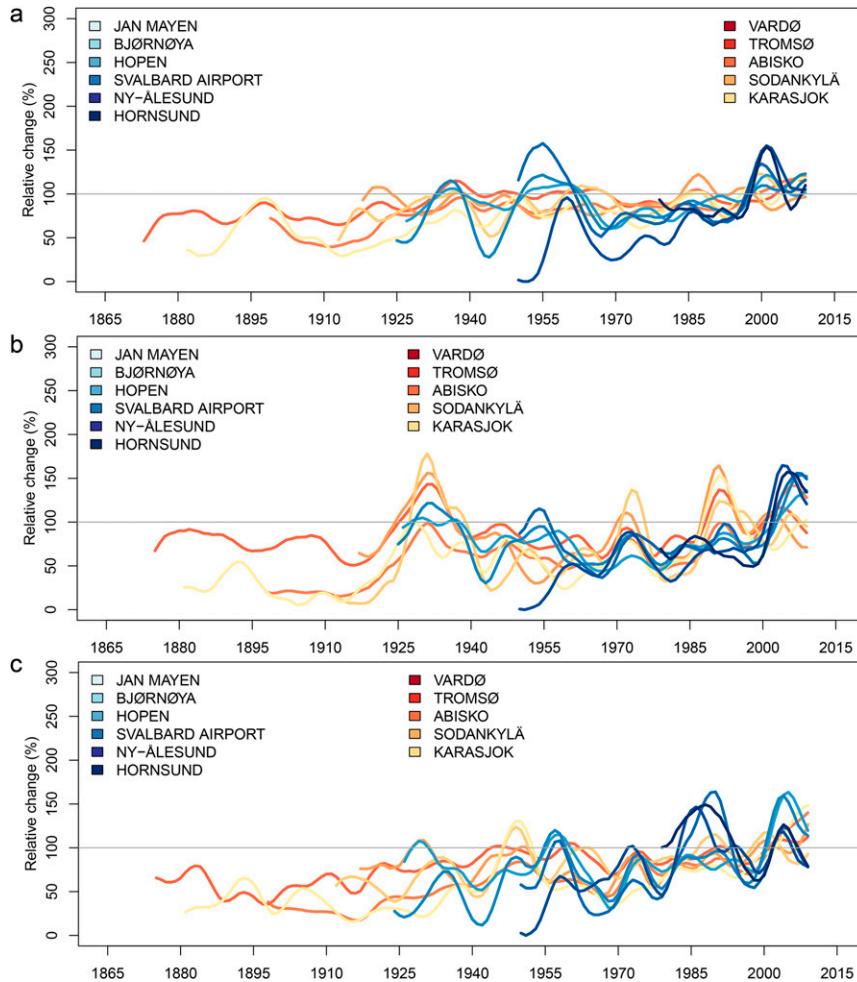 a
300
250
200
150
100
50
0
Relative change (%)
JAN MAYEN
BJØRNØYA
HOPEN
SVALBARD AIRPORT
NY−ÅLESUND
HORNSUND
VARDØ
TROMSØ
ABISKO
SODANKYLÄ
KARASJOK
1865 1880 1895 1910 1925 1940 1955 1970 1985 2000 2015
b
300
250
200
150
100
50
0
Relative change (%)
JAN MAYEN
BJØRNØYA
HOPEN
SVALBARD AIRPORT
NY−ÅLESUND
HORNSUND
VARDØ
TROMSØ
ABISKO
SODANKYLÄ
KARASJOK
1865 1880 1895 1910 1925 1940 1955 1970 1985 2000 2015
c
300
250
200
150
100
50
0
Relative change (%)
JAN MAYEN
BJØRNØYA
HOPEN
SVALBARD AIRPORT
NY−ÅLESUND
HORNSUND
VARDØ
TROMSØ
ABISKO
SODANKYLÄ
KARASJOK
1865 1880 1895 1910 1925 1940 1955 1970 1985 2000 2015